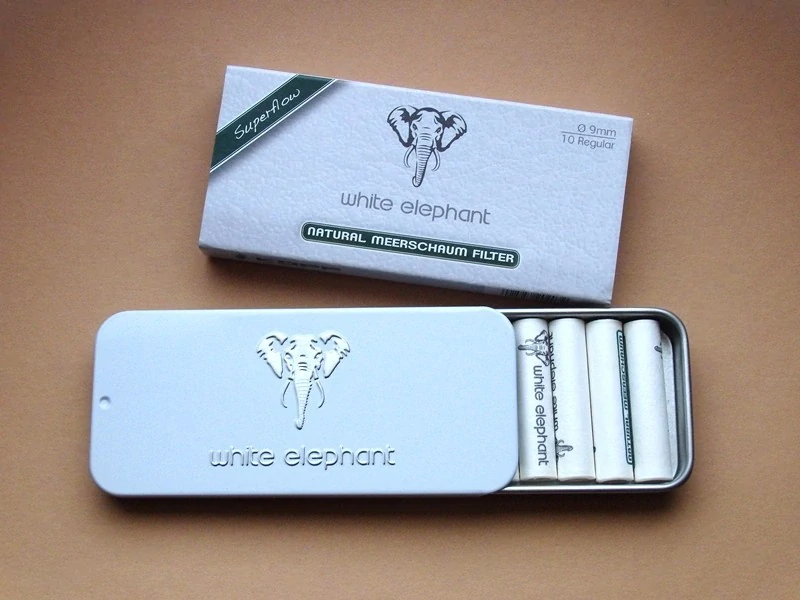 Superflow
Ø 9mm
10 Regular
white elephant
NATURAL MEERSCHAUM FILTER
white elephant
white elephant